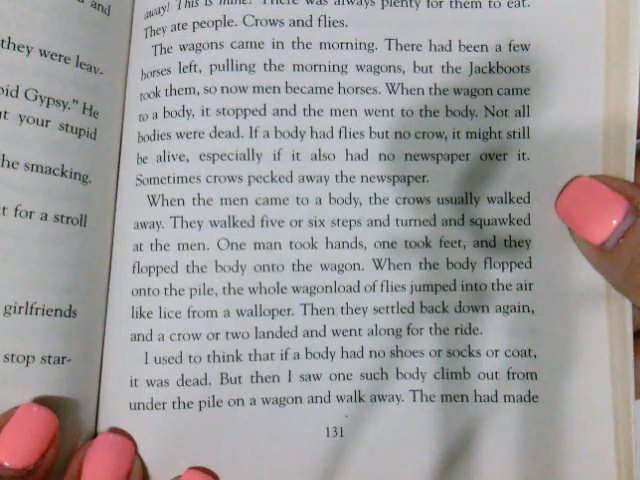 and
they were leav-
oid Gypsy." He
t your stupid
he smacking.
t for a stroll
girlfriends
stop star-
away! This is mine! There was always plenty for them to eat.
They ate people. Crows and flies.
The wagons came in the morning. There had been a few
horses left, pulling the morning wagons, but the Jackboots
took them, so now men became horses. When the wagon came
to a body, it stopped and the men went to the body. Not all
bodies were dead. If a body had flies but no crow, it might still
be alive, especially if it also had no newspaper over it.
Sometimes crows pecked away the newspaper.
When the men came to a body, the crows usually walked
away. They walked five or six steps and turned and squawked
at the men. One man took hands, one took feet, and they
flopped the body onto the wagon. When the body flopped
onto the pile, the whole wagonload of flies jumped into the air
like lice from a walloper. Then they settled back down again,
and a crow or two landed and went along for the ride.
I used to think that if a body had no shoes or socks or coat,
it was dead. But then I saw one such body climb out from
under the pile on a wagon and walk away. The men had made
131